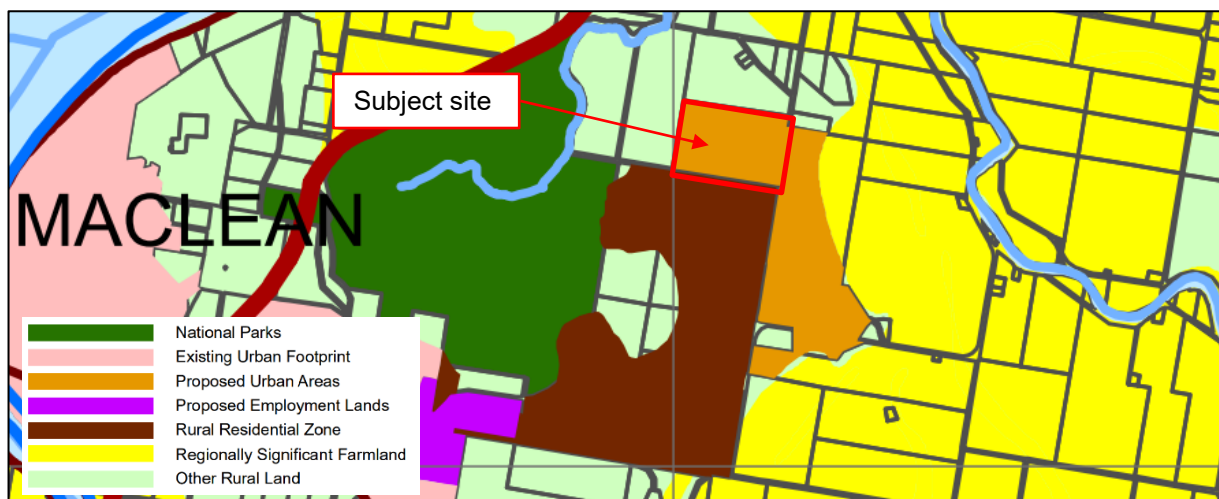 Subject site
MACLEAN
National Parks
Existing Urban Footprint
Proposed Urban Areas
Proposed Employment Lands
Rural Residential Zone
Regionally Significant Farmland
Other Rural Land